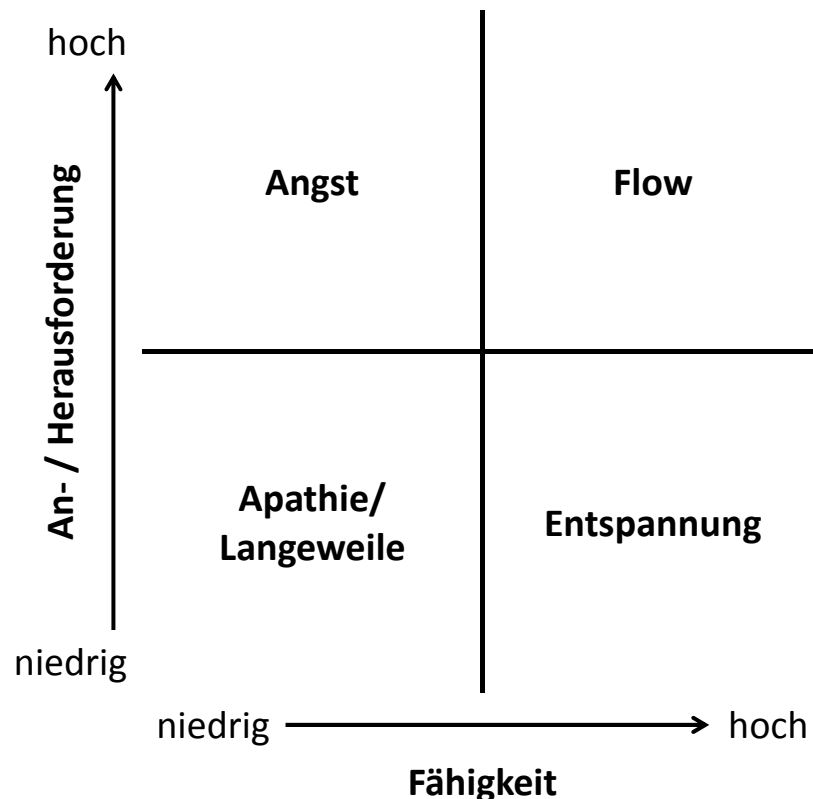 hoch
An- / Herausforderung
Angst
Flow
Apathie/
Langeweile
Entspannung
niedrig
niedrig
hoch
Fähigkeit